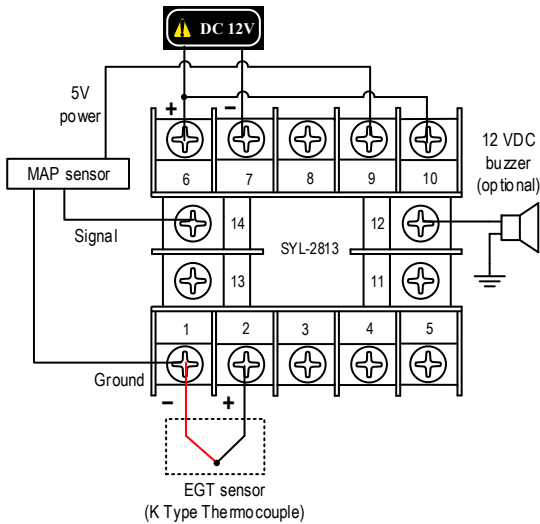 DC 12V
5V
power
+
−
12 VDC
buzzer
(optional)
MAP sensor
6
7
8
9
10
Signal
14
12
SYL-2813
13
11
1
2
3
4
5
Ground
−
+
EGT sensor
(K Type Thermocouple)